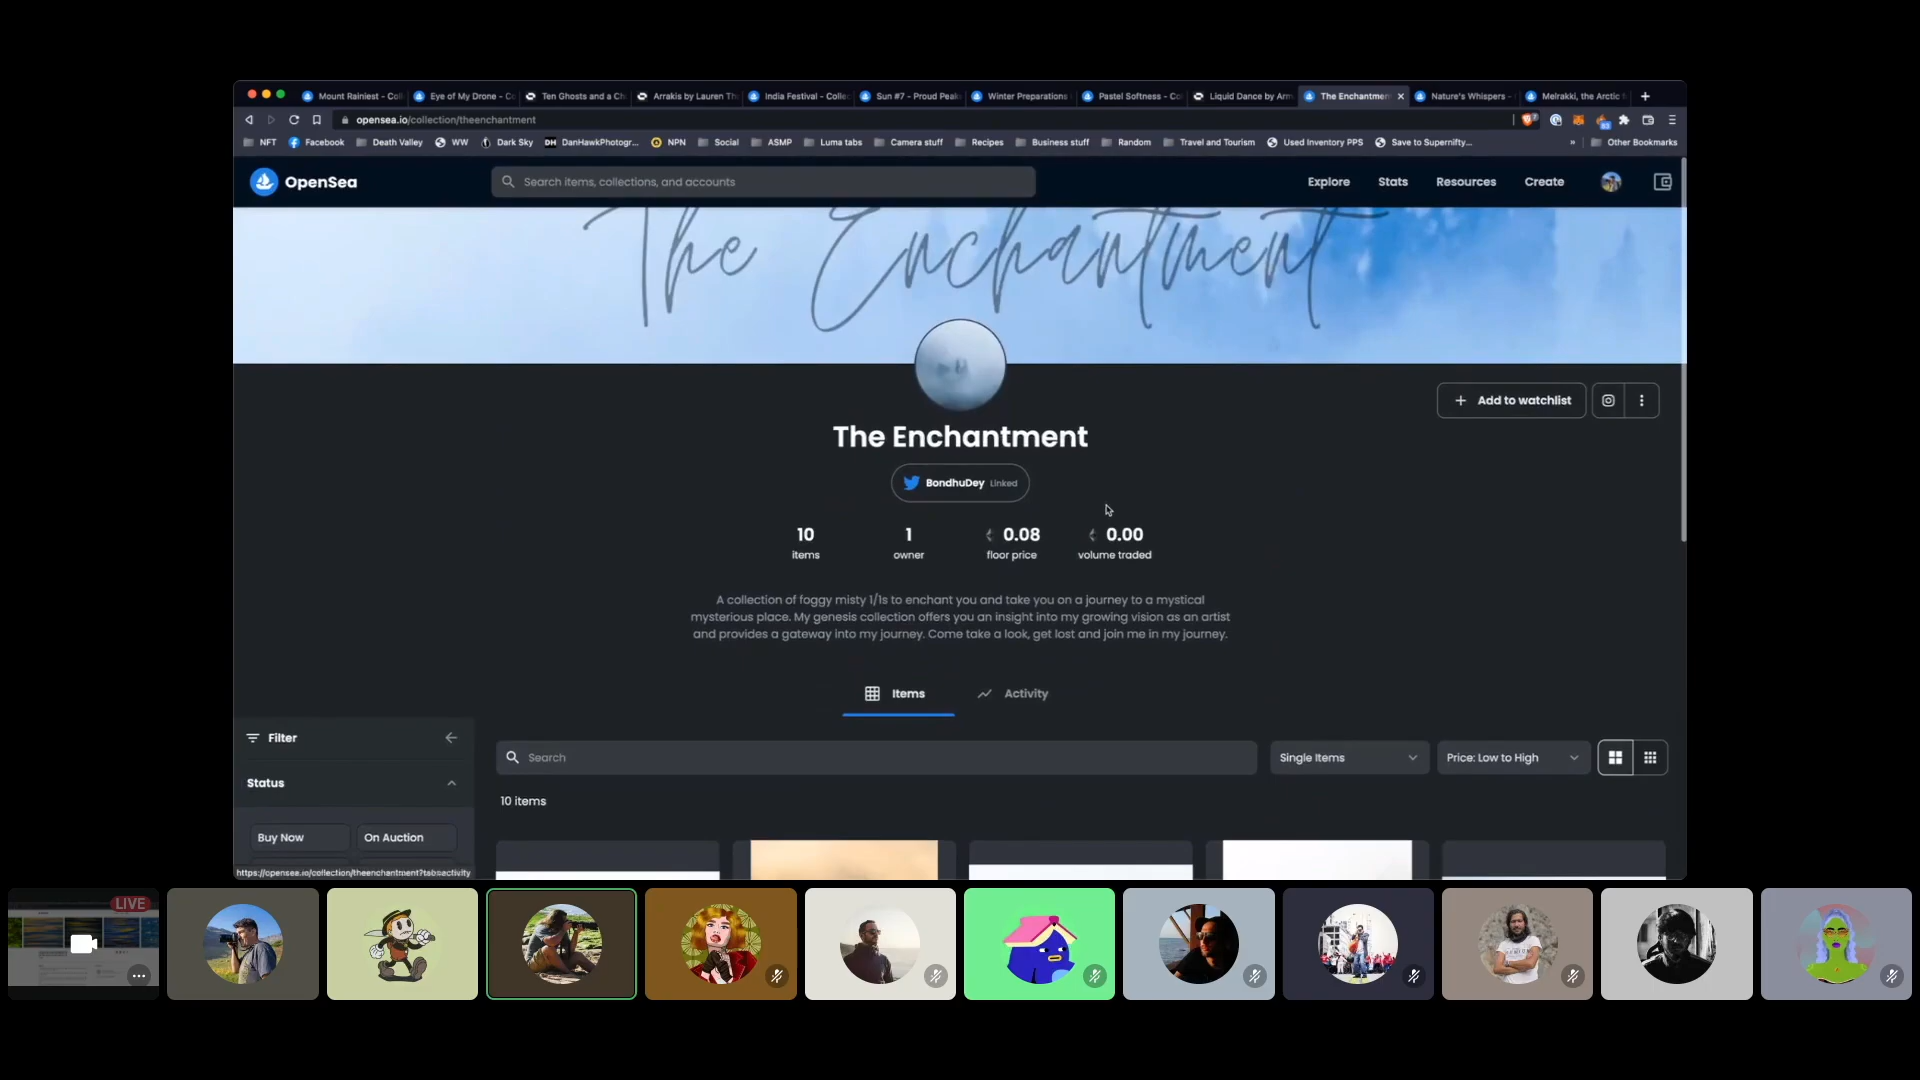 Mount Rainiest - Col
Eye of My Drone - Co
Ten Ghosts and a Ch
Arrakis by Lauren Th
India Festival - Colle
Sun #7 - Proud Peak
Winter Preparations
Pastel Softness - Co
Liquid Dance by Arm
The Enchantmen
Nature's Whispers -
Melrakki, the Arctic
opensea.io/collection/theenchantment
NFT
Facebook
Death Valley
WW
Dark Sky
DH DanHawkPhotogr...
NPN
Social
ASMP
Luma tabs
Camera stuff
Recipes
Business stuff
Random
Travel and Tourism
Used Inventory PPS
Save to Supernifty...
»
Other Bookmarks
OpenSea
Search items, collections, and accounts
Explore
Stats
Resources
Create
The Enchantment
+ Add to watchlist
The Enchantment
BondhuDey Linked
10
items
1
owner
0.08
floor price
0.00
volume traded
A collection of foggy misty 1/1s to enchant you and take you on a journey to a mystical
mysterious place. My genesis collection offers you an insight into my growing vision as an artist
and provides a gateway into my journey. Come take a look, get lost and join me in my journey.
Items
Activity
Filter
Search
Single Items
Price: Low to High
Status
10 items
Buy Now
On Auction
https://opensea.io/collection/theenchantment?tab=activity
LIVE